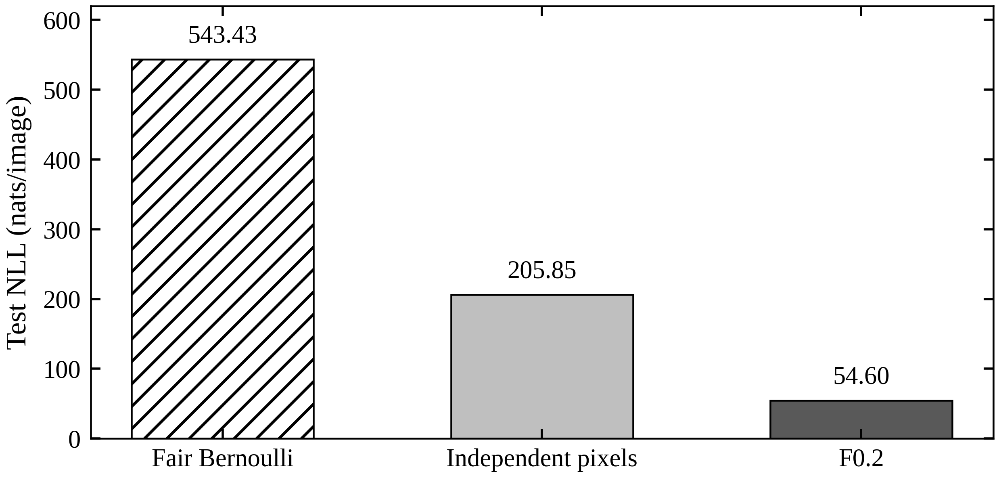 Test NLL (nats/image)
600
500
400
300
200
100
0
543.43
205.85
54.60
Fair Bernoulli
Independent pixels
F0.2